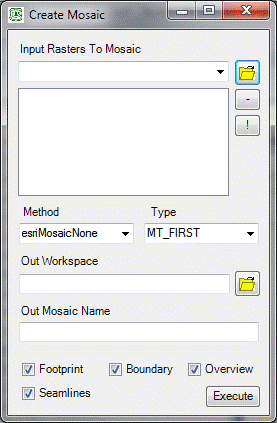 Create Mosaic
Input Rasters To Mosaic
-
!
Method Type
esriMosaicNone MT_FIRST
Out Workspace
Out Mosaic Name
Footprint Boundary Overview
Seamlines Execute